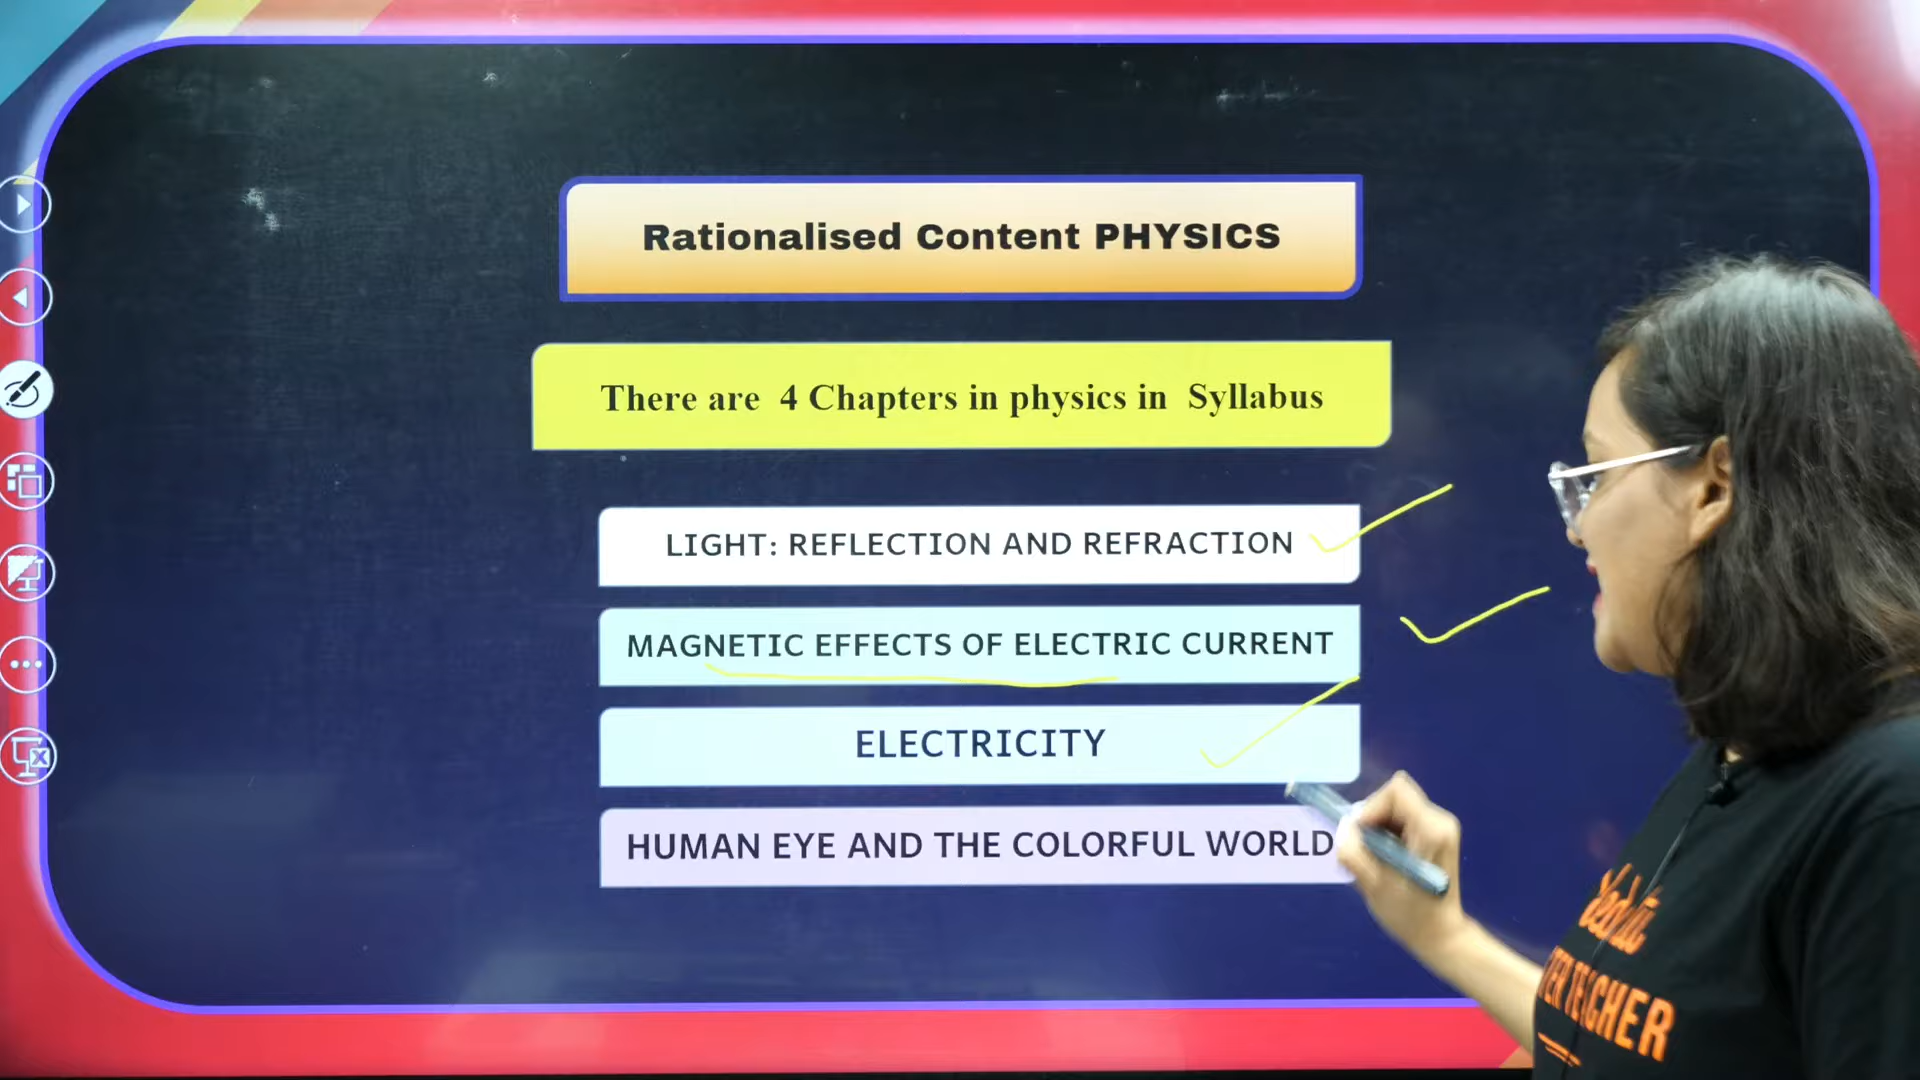 Rationalised Content PHYSICS
There are 4 Chapters in physics in Syllabus
LIGHT: REFLECTION AND REFRACTION
MAGNETIC EFFECTS OF ELECTRIC CURRENT
ELECTRICITY
HUMAN EYE AND THE COLORFUL WORLD